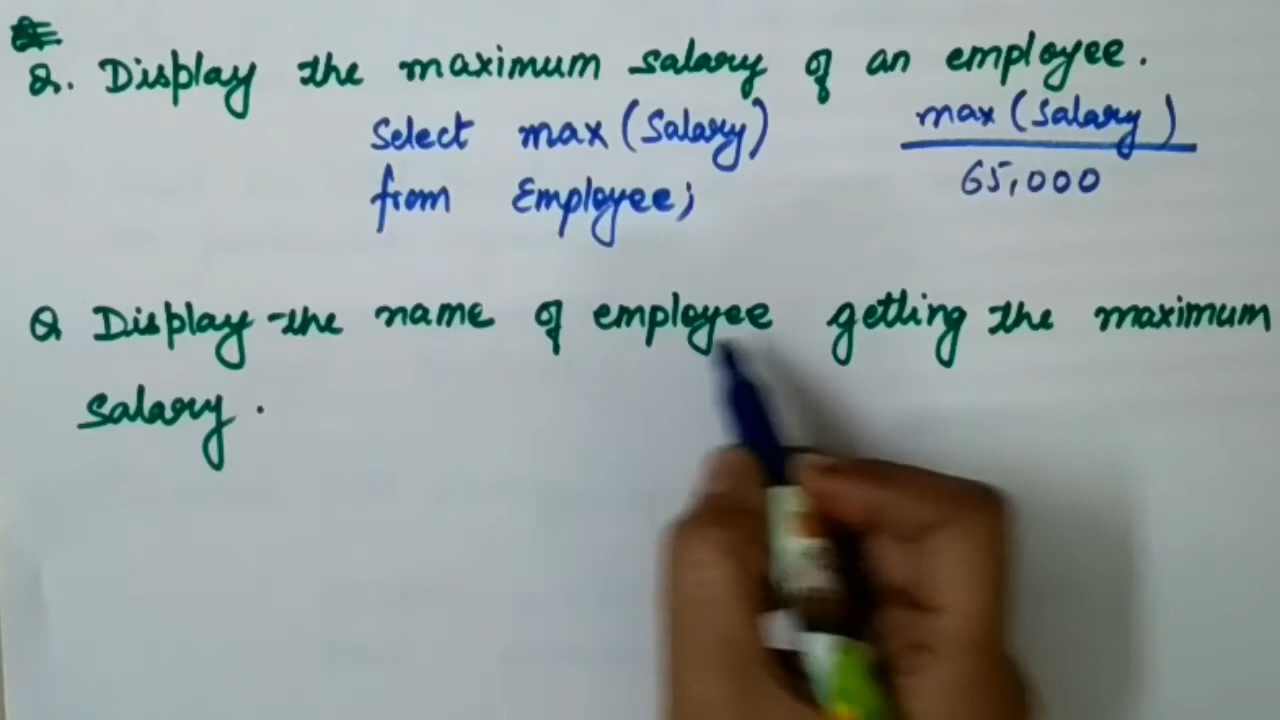 Q. Display the maximum salary of an employee.
Select max (Salary)
from Employee;
max (Salary)
65,000
Q Display the name of employee getting the maximum
salary.